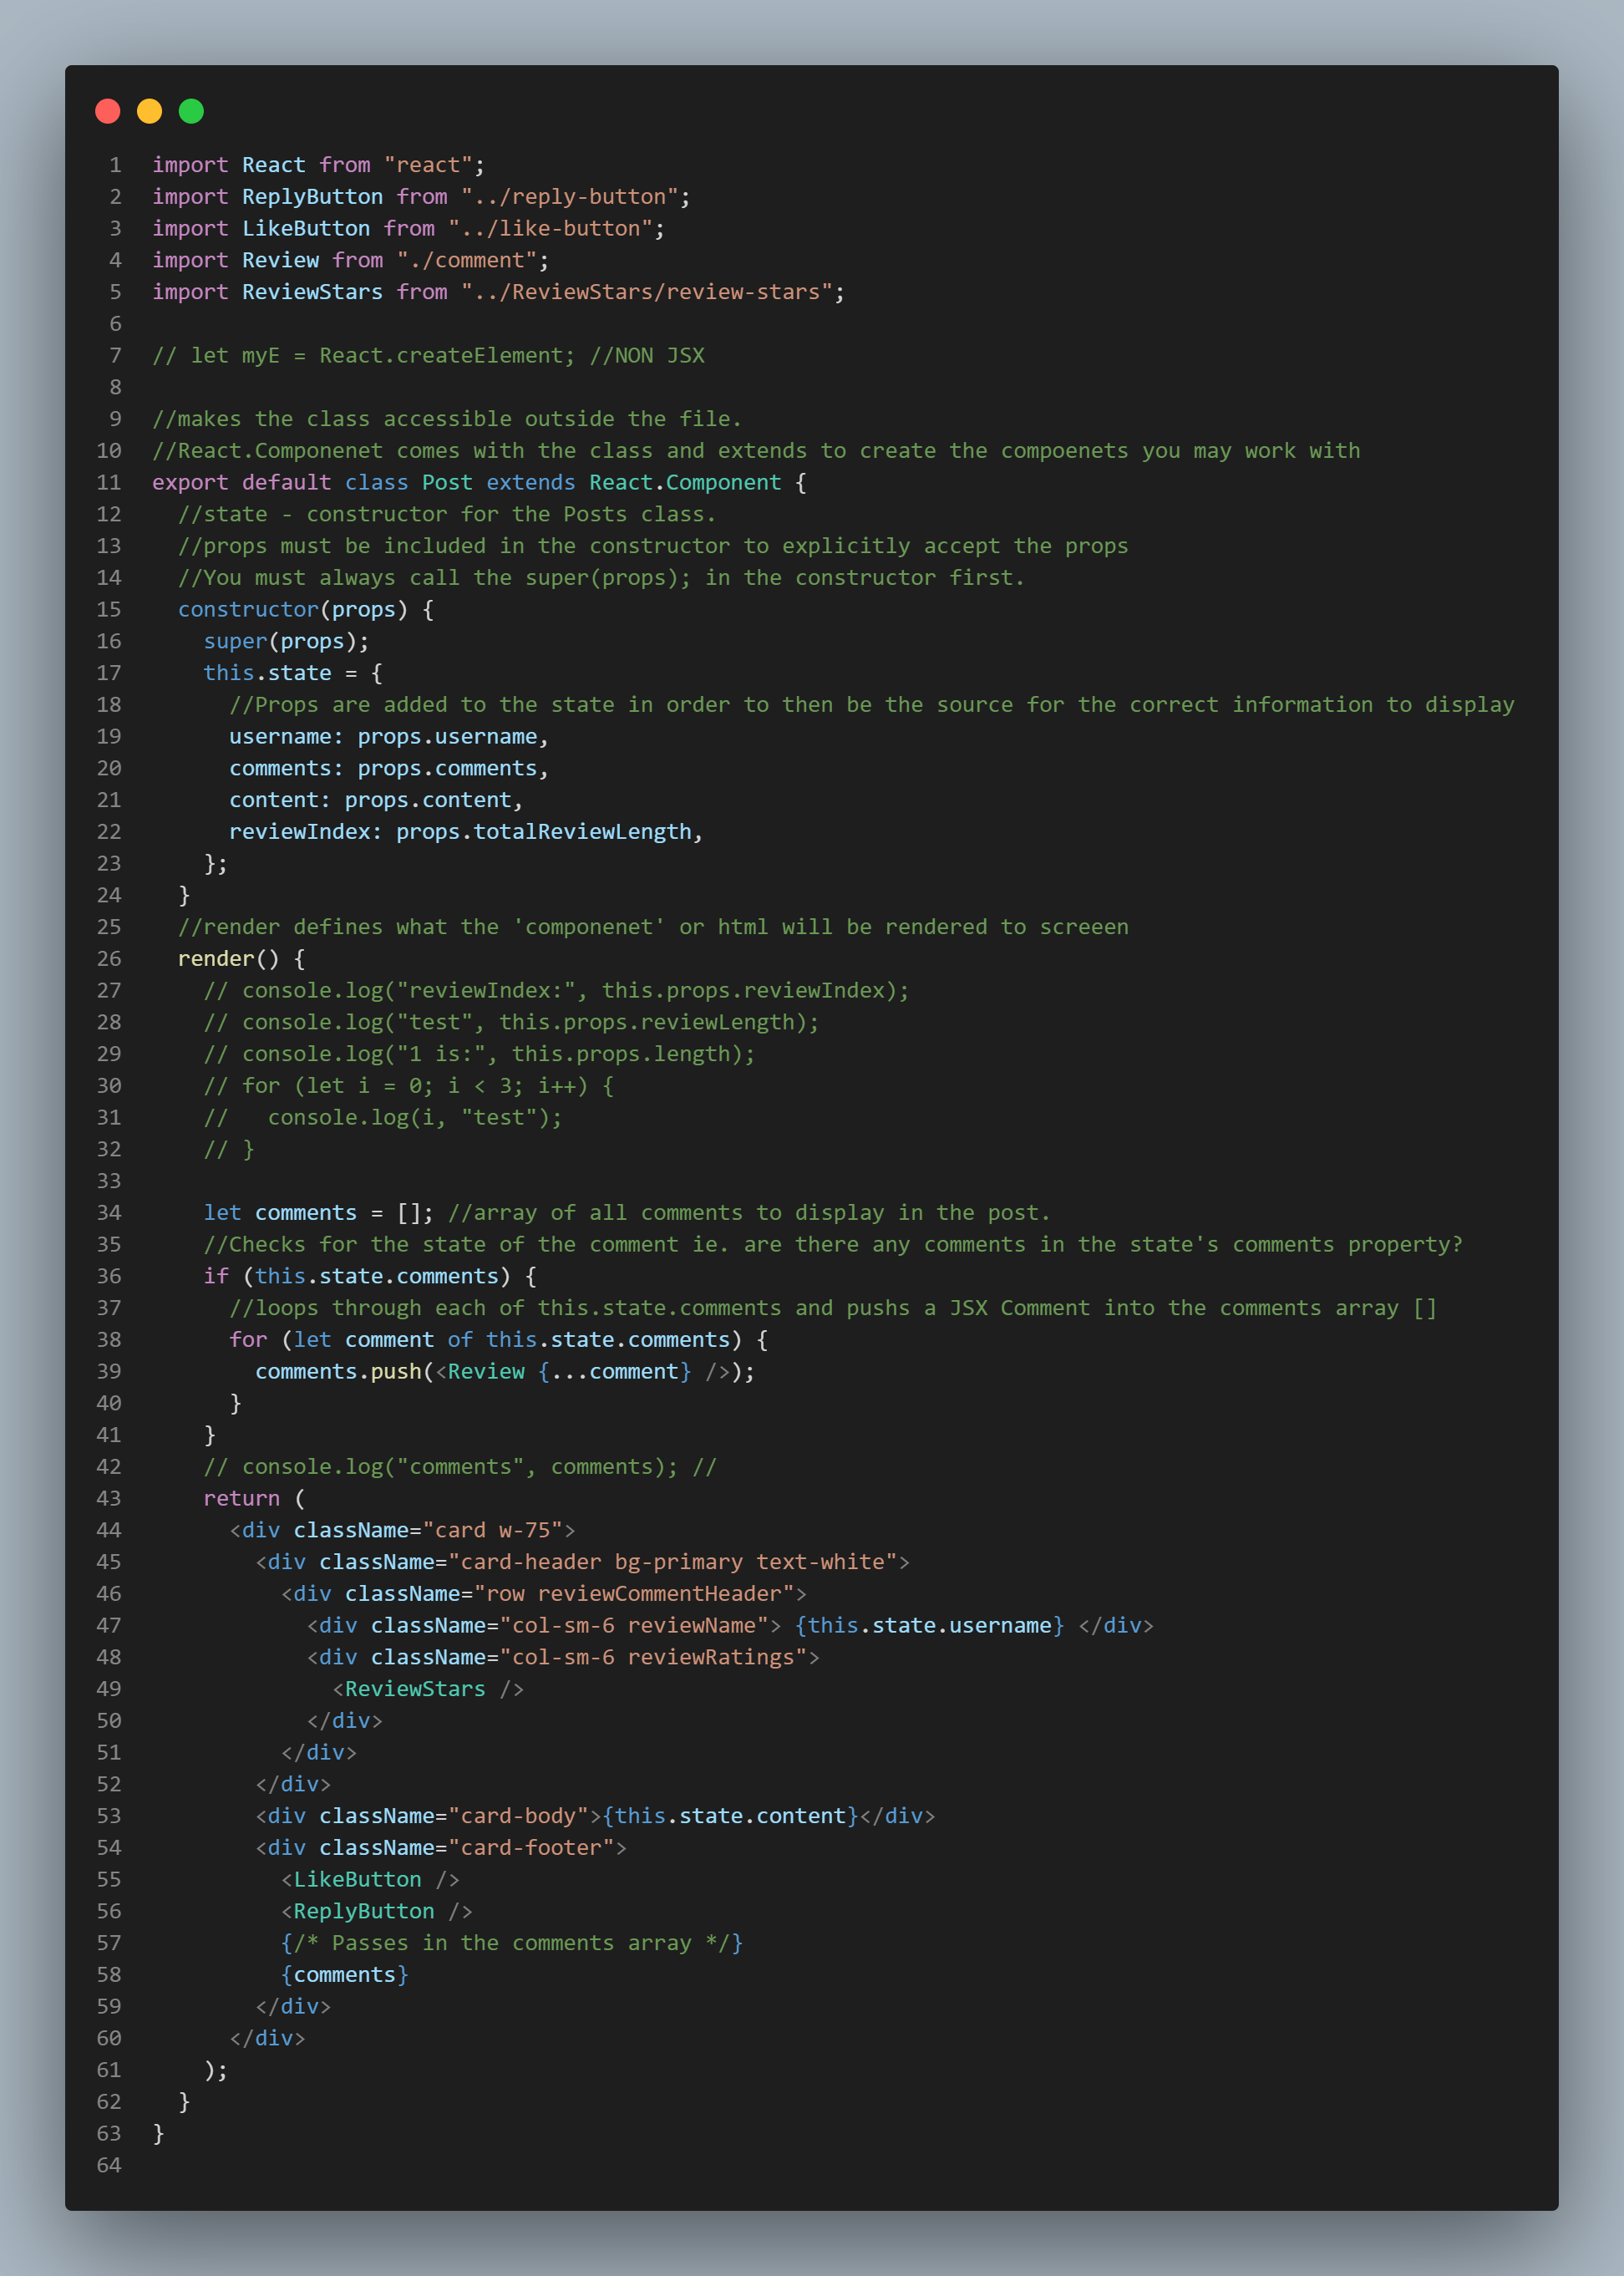 1 import React from "react";
2 import ReplyButton from "../reply-button";
3 import LikeButton from "../like-button";
4 import Review from "./comment";
5 import ReviewStars from "../ReviewStars/review-stars";
6
7 // let myE = React.createElement; //NON JSX
8
9 //makes the class accessible outside the file.
10 //React.Componenet comes with the class and extends to create the compoenets you may work with
11 export default class Post extends React.Component {
12   //state - constructor for the Posts class.
13   //props must be included in the constructor to explicitly accept the props
14   //You must always call the super(props); in the constructor first.
15   constructor(props) {
16     super(props);
17     this.state = {
18       //Props are added to the state in order to then be the source for the correct information to display
19       username: props.username,
20       comments: props.comments,
21       content: props.content,
22       reviewIndex: props.totalReviewLength,
23     };
24   }
25   //render defines what the 'componenet' or html will be rendered to screeen
26   render() {
27     // console.log("reviewIndex:", this.props.reviewIndex);
28     // console.log("test", this.props.reviewLength);
29     // console.log("1 is:", this.props.length);
30     // for (let i = 0; i < 3; i++) {
31     //   console.log(i, "test");
32     // }
33
34     let comments = []; //array of all comments to display in the post.
35     //Checks for the state of the comment ie. are there any comments in the state's comments property?
36     if (this.state.comments) {
37       //loops through each of this.state.comments and pushs a JSX Comment into the comments array []
38       for (let comment of this.state.comments) {
39         comments.push(<Review {...comment} />);
40       }
41     }
42     // console.log("comments", comments); //
43     return (
44       <div className="card w-75">
45         <div className="card-header bg-primary text-white">
46           <div className="row reviewCommentHeader">
47             <div className="col-sm-6 reviewName"> {this.state.username} </div>
48             <div className="col-sm-6 reviewRatings">
49               <ReviewStars />
50             </div>
51           </div>
52         </div>
53         <div className="card-body">{this.state.content}</div>
54         <div className="card-footer">
55           <LikeButton />
56           <ReplyButton />
57           {/* Passes in the comments array */}
58           {comments}
59         </div>
60       </div>
61     );
62   }
63 }
64